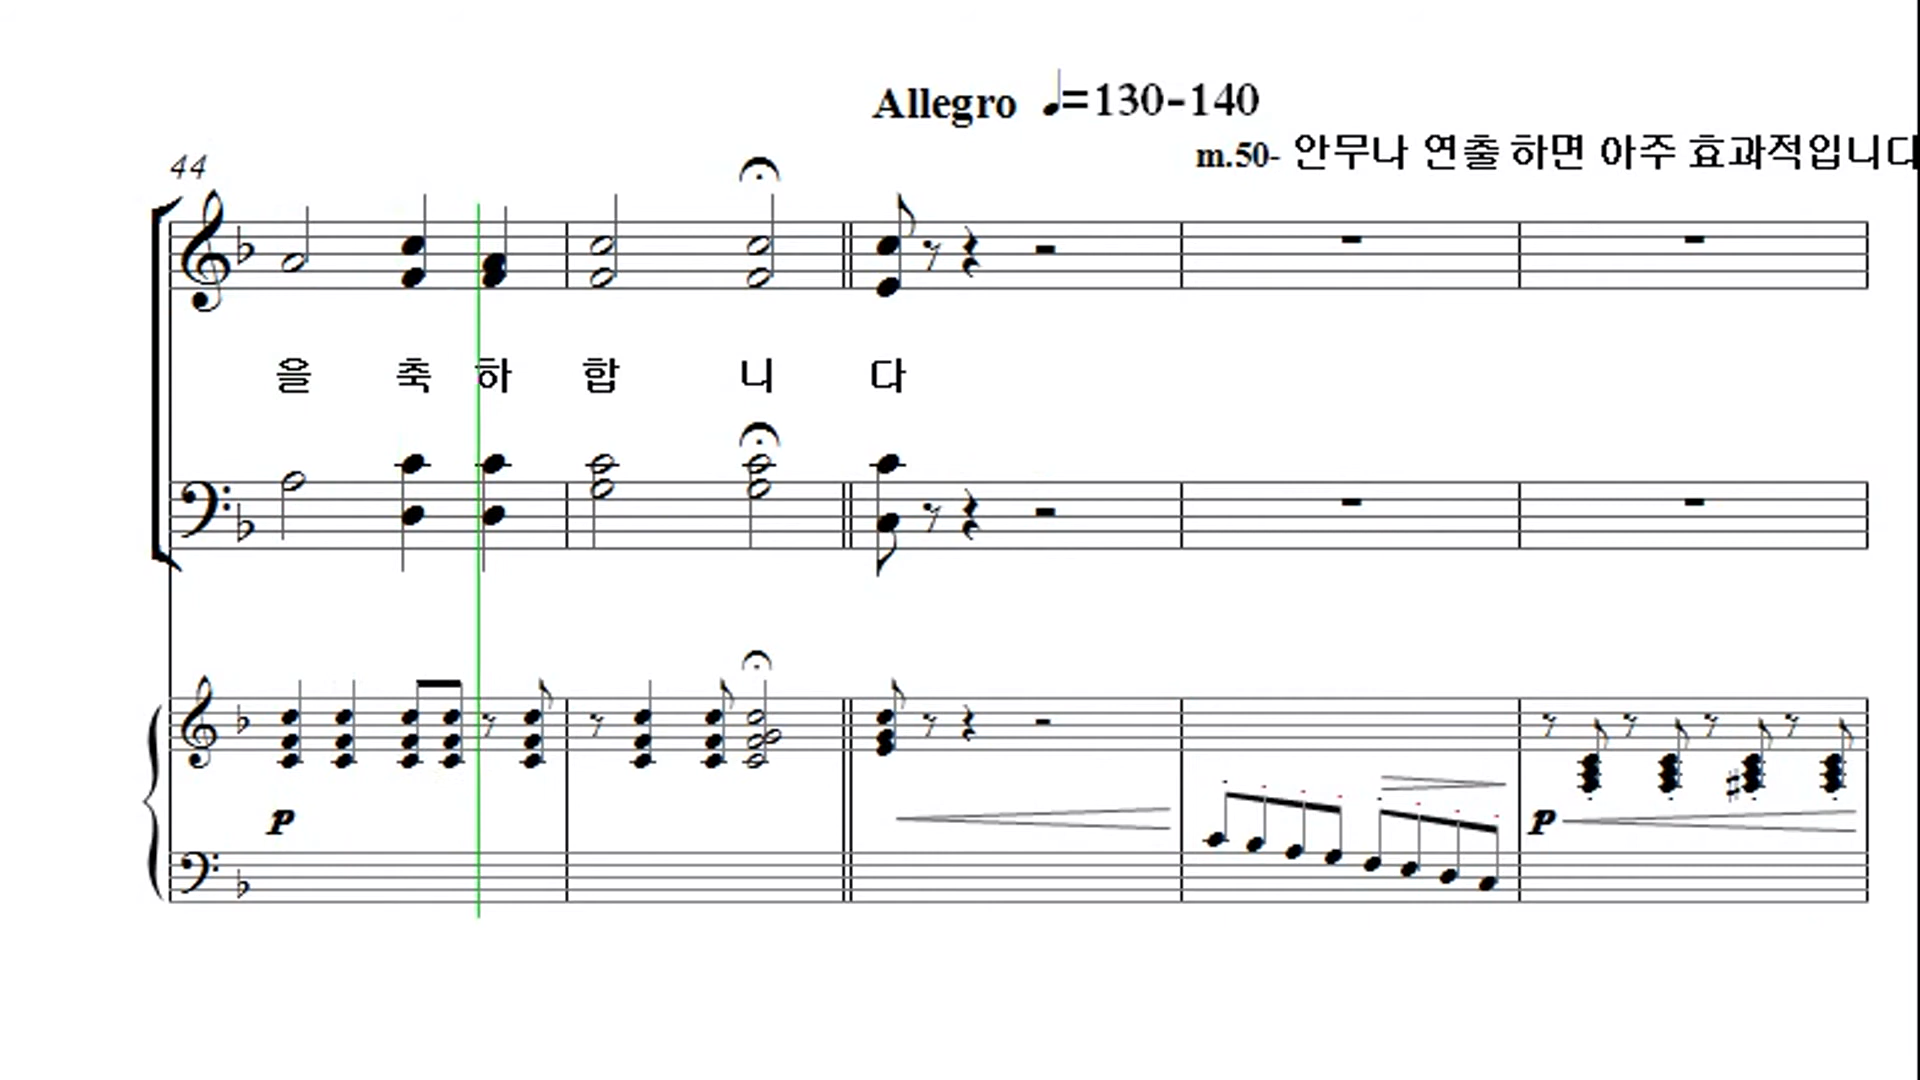 Allegro ♩=130-140
m.50- 안무나 연출 하면 아주 효과적입니다
44
을 축 하 합 니 다
p
p